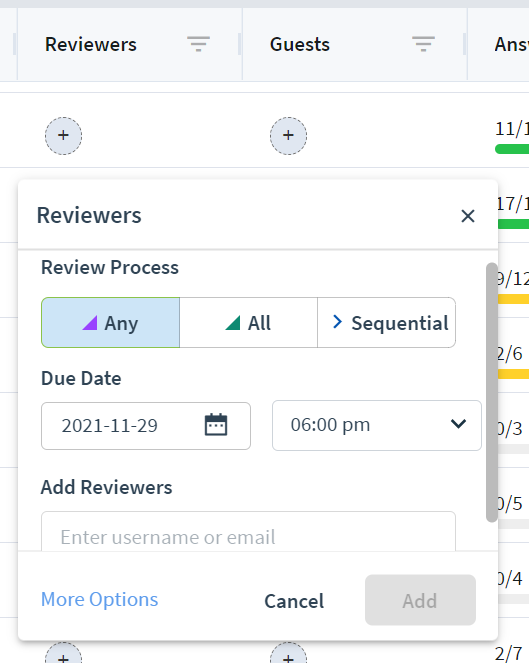 Reviewers Guests Ans
+ + 11/1
17/1
Reviewers
Review Process
9/12
Any All Sequential
2/6
Due Date
2021-11-29 06:00 pm
0/3
Add Reviewers
0/5
Enter username or email
0/4
More Options Cancel Add
+ + 2/7